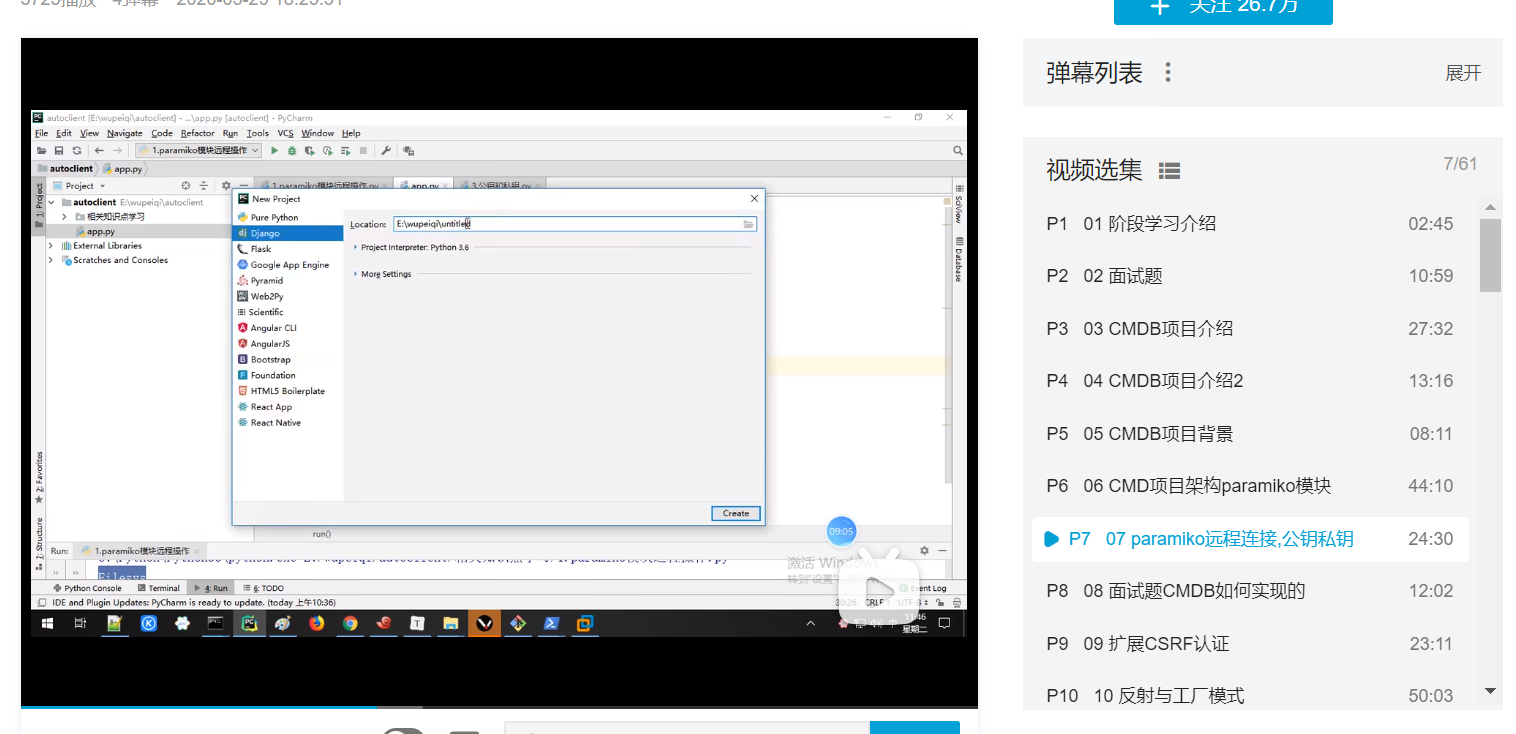 关注 26.7万
弹幕列表
展开
autoclient [E:\wupeiqi\autoclient] - ...\app.py [autoclient] - PyCharm
File Edit View Navigate Code Refactor Run Tools VCS Window Help
1.paramiko模块远程操作
autoclient app.py
视频选集
7/61
Project
1.paramiko模块远程操作.py app.py 3.公钥和私钥.py
1: Project
autoclient E:\wupeiqi\autoclient
相关知识点学习
app.py
External Libraries
Scratches and Consoles
New Project
Pure Python
Django
Flask
Google App Engine
Pyramid
Web2Py
Scientific
Angular CLI
AngularJS
Bootstrap
Foundation
HTML5 Boilerplate
React App
React Native
Location: E:\wupeiqi\untitled
Project Interpreter: Python 3.6
More Settings
Create
SciView
Database
2: Favorites
7: Structure
run()
09:05
Run: 1.paramiko模块远程操作
激活 Windows
Filesys
Python Console Terminal 4: Run 6: TODO
Event Log
IDE and Plugin Updates: PyCharm is ready to update. (today 上午10:36)
30:26 CRLF UTF-8
11:46
星期二
P1 01 阶段学习介绍 02:45
P2 02 面试题 10:59
P3 03 CMDB项目介绍 27:32
P4 04 CMDB项目介绍2 13:16
P5 05 CMDB项目背景 08:11
P6 06 CMD项目架构paramiko模块 44:10
P7 07 paramiko远程连接,公钥私钥 24:30
P8 08 面试题CMDB如何实现的 12:02
P9 09 扩展CSRF认证 23:11
P10 10 反射与工厂模式 50:03